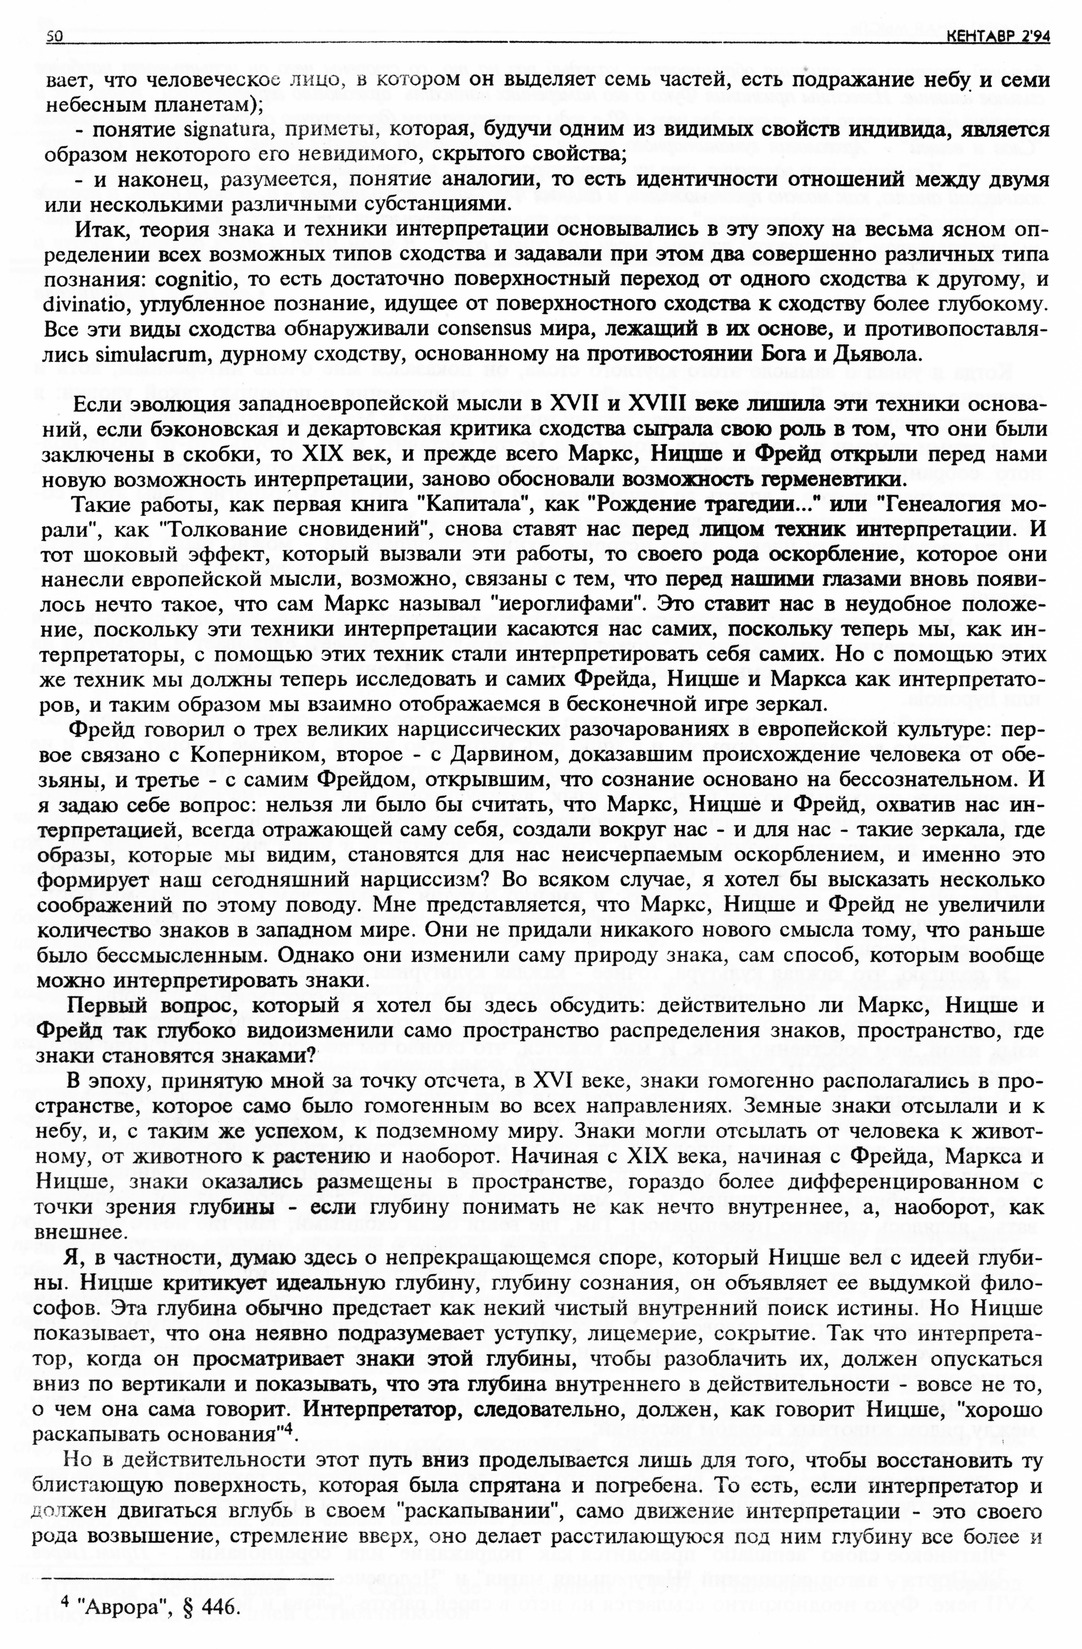 50 КЕНТАВР 2'94
вает, что человеческое лицо, в котором он выделяет семь частей, есть подражание небу и семи
небесным планетам);
- понятие signatura, приметы, которая, будучи одним из видимых свойств индивида, является
образом некоторого его невидимого, скрытого свойства;
- и наконец, разумеется, понятие аналогии, то есть идентичности отношений между двумя
или несколькими различными субстанциями.
Итак, теория знака и техники интерпретации основывались в эту эпоху на весьма ясном оп-
ределении всех возможных типов сходства и задавали при этом два совершенно различных типа
познания: cognitio, то есть достаточно поверхностный переход от одного сходства к другому, и
divinatio, углубленное познание, идущее от поверхностного сходства к сходству более глубокому.
Все эти виды сходства обнаруживали consensus мира, лежащий в их основе, и противопоставля-
лись simulacrum, дурному сходству, основанному на противостоянии Бога и Дьявола.
Если эволюция западноевропейской мысли в XVII и XVIII веке лишила эти техники основа-
ний, если бэконовская и декартовская критика сходства сыграла свою роль в том, что они были
заключены в скобки, то XIX век, и прежде всего Маркс, Ницше и Фрейд открыли перед нами
новую возможность интерпретации, заново обосновали возможность герменевтики.
Такие работы, как первая книга "Капитала", как "Рождение трагедии..." или "Генеалогия мо-
рали", как "Толкование сновидений", снова ставят нас перед лицом техник интерпретации. И
тот шоковый эффект, который вызвали эти работы, то своего рода оскорбление, которое они
нанесли европейской мысли, возможно, связаны с тем, что перед нашими глазами вновь появи-
лось нечто такое, что сам Маркс называл "иероглифами". Это ставит нас в неудобное положе-
ние, поскольку эти техники интерпретации касаются нас самих, поскольку теперь мы, как ин-
терпретаторы, с помощью этих техник стали интерпретировать себя самих. Но с помощью этих
же техник мы должны теперь исследовать и самих Фрейда, Ницше и Маркса как интерпретато-
ров, и таким образом мы взаимно отображаемся в бесконечной игре зеркал.
Фрейд говорил о трех великих нарциссических разочарованиях в европейской культуре: пер-
вое связано с Коперником, второе - с Дарвином, доказавшим происхождение человека от обе-
зьяны, и третье - с самим Фрейдом, открывшим, что сознание основано на бессознательном. И
я задаю себе вопрос: нельзя ли было бы считать, что Маркс, Ницше и Фрейд, охватив нас ин-
терпретацией, всегда отражающей саму себя, создали вокруг нас - и для нас - такие зеркала, где
образы, которые мы видим, становятся для нас неисчерпаемым оскорблением, и именно это
формирует наш сегодняшний нарциссизм? Во всяком случае, я хотел бы высказать несколько
соображений по этому поводу. Мне представляется, что Маркс, Ницше и Фрейд не увеличили
количество знаков в западном мире. Они не придали никакого нового смысла тому, что раньше
было бессмысленным. Однако они изменили саму природу знака, сам способ, которым вообще
можно интерпретировать знаки.
Первый вопрос, который я хотел бы здесь обсудить: действительно ли Маркс, Ницше и
Фрейд так глубоко видоизменили само пространство распределения знаков, пространство, где
знаки становятся знаками?
В эпоху, принятую мной за точку отсчета, в XVI веке, знаки гомогенно располагались в про-
странстве, которое само было гомогенным во всех направлениях. Земные знаки отсылали и к
небу, и, с таким же успехом, к подземному миру. Знаки могли отсылать от человека к живот-
ному, от животного к растению и наоборот. Начиная с XIX века, начиная с Фрейда, Маркса и
Ницше, знаки оказались размещены в пространстве, гораздо более дифференцированном с
точки зрения глубины - если глубину понимать не как нечто внутреннее, а, наоборот, как
внешнее.
Я, в частности, думаю здесь о непрекращающемся споре, который Ницше вел с идеей глуби-
ны. Ницше критикует идеальную глубину, глубину сознания, он объявляет ее выдумкой фило-
софов. Эта глубина обычно предстает как некий чистый внутренний поиск истины. Но Ницше
показывает, что она неявно подразумевает уступку, лицемерие, сокрытие. Так что интерпрета-
тор, когда он просматривает знаки этой глубины, чтобы разоблачить их, должен опускаться
вниз по вертикали и показывать, что эта глубина внутреннего в действительности - вовсе не то,
о чем она сама говорит. Интерпретатор, следовательно, должен, как говорит Ницше, "хорошо
раскапывать основания"⁴.
Но в действительности этот путь вниз проделывается лишь для того, чтобы восстановить ту
блистающую поверхность, которая была спрятана и погребена. То есть, если интерпретатор и
должен двигаться вглубь в своем "раскапывании", само движение интерпретации - это своего
рода возвышение, стремление вверх, оно делает расстилающуюся под ним глубину все более и
⁴ "Аврора", § 446.